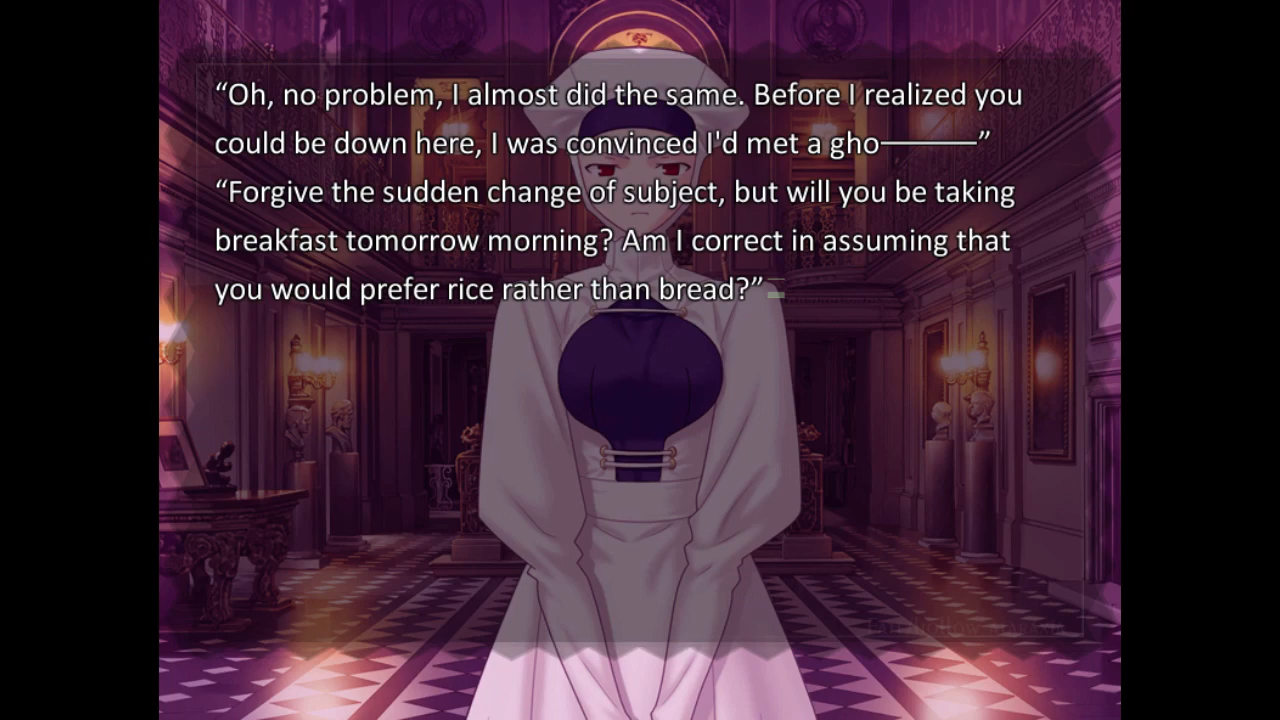 “Oh, no problem, I almost did the same. Before I realized you
could be down here, I was convinced I'd met a gho———”
“Forgive the sudden change of subject, but will you be taking
breakfast tomorrow morning? Am I correct in assuming that
you would prefer rice rather than bread?”